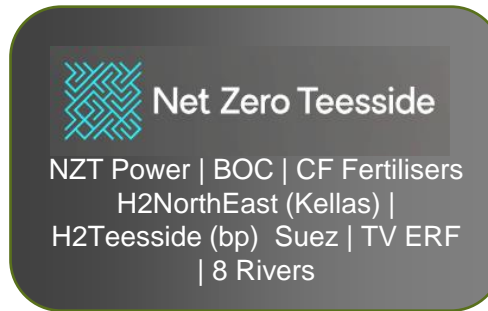 Net Zero Teesside
NZT Power | BOC | CF Fertilisers
H2NorthEast (Kellas) |
H2Teesside (bp) Suez | TV ERF
| 8 Rivers